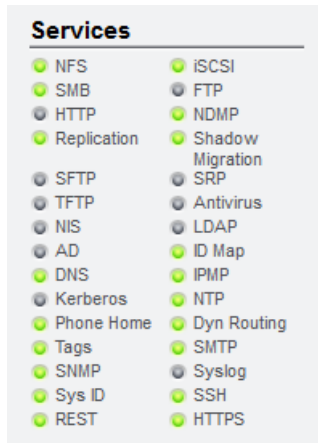 Services
NFS iSCSI
SMB FTP
HTTP NDMP
Replication Shadow
Migration
SFTP SRP
TFTP Antivirus
NIS LDAP
AD ID Map
DNS IPMP
Kerberos NTP
Phone Home Dyn Routing
Tags SMTP
SNMP Syslog
Sys ID SSH
REST HTTPS